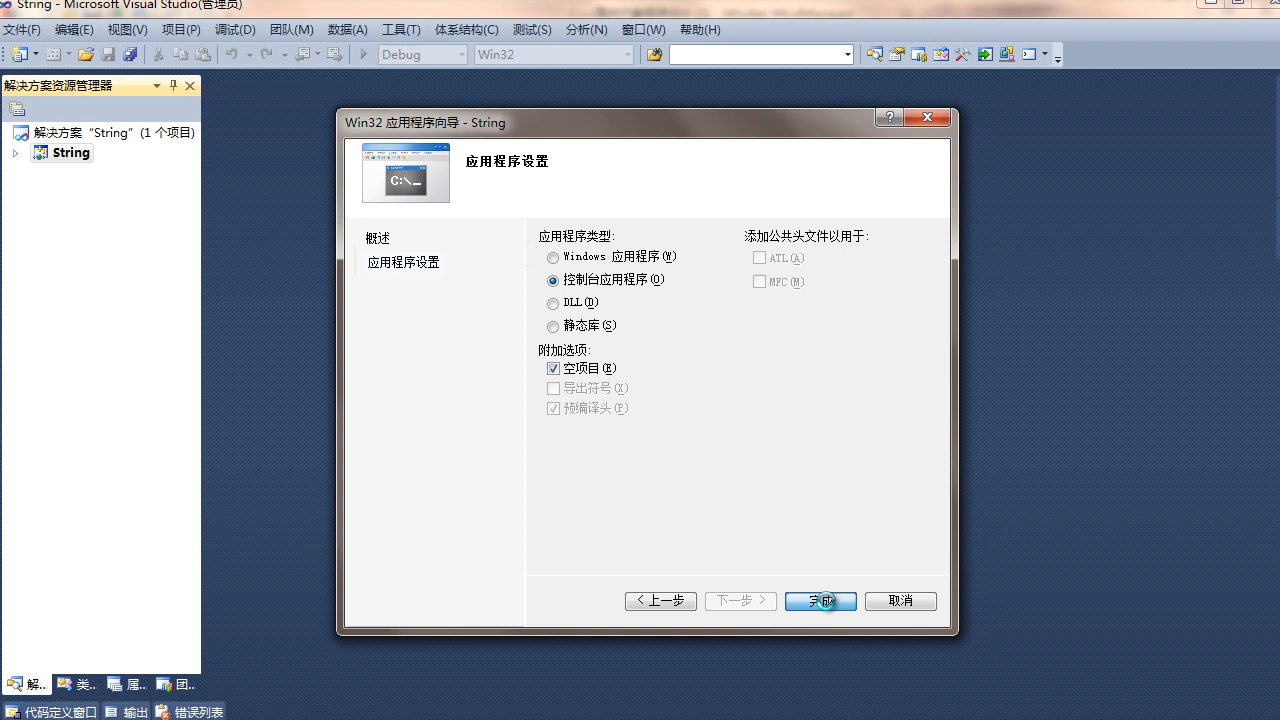 String - Microsoft Visual Studio(管理员)
文件(F) 编辑(E) 视图(V) 项目(P) 调试(D) 团队(M) 数据(A) 工具(T) 体系结构(C) 测试(S) 分析(N) 窗口(W) 帮助(H)
Debug Win32
解决方案资源管理器
解决方案 “String” (1 个项目)
String
Win32 应用程序向导 - String
C:\_
应用程序设置
概述
应用程序设置
应用程序类型:
Windows 应用程序(W)
控制台应用程序(O)
DLL(D)
静态库(S)
附加选项:
空项目(E)
导出符号(X)
预编译头(P)
添加公共头文件以用于:
ATL(A)
MFC(M)
< 上一步 下一步 > 完成 取消
解... 类... 属... 团...
代码定义窗口 输出 错误列表